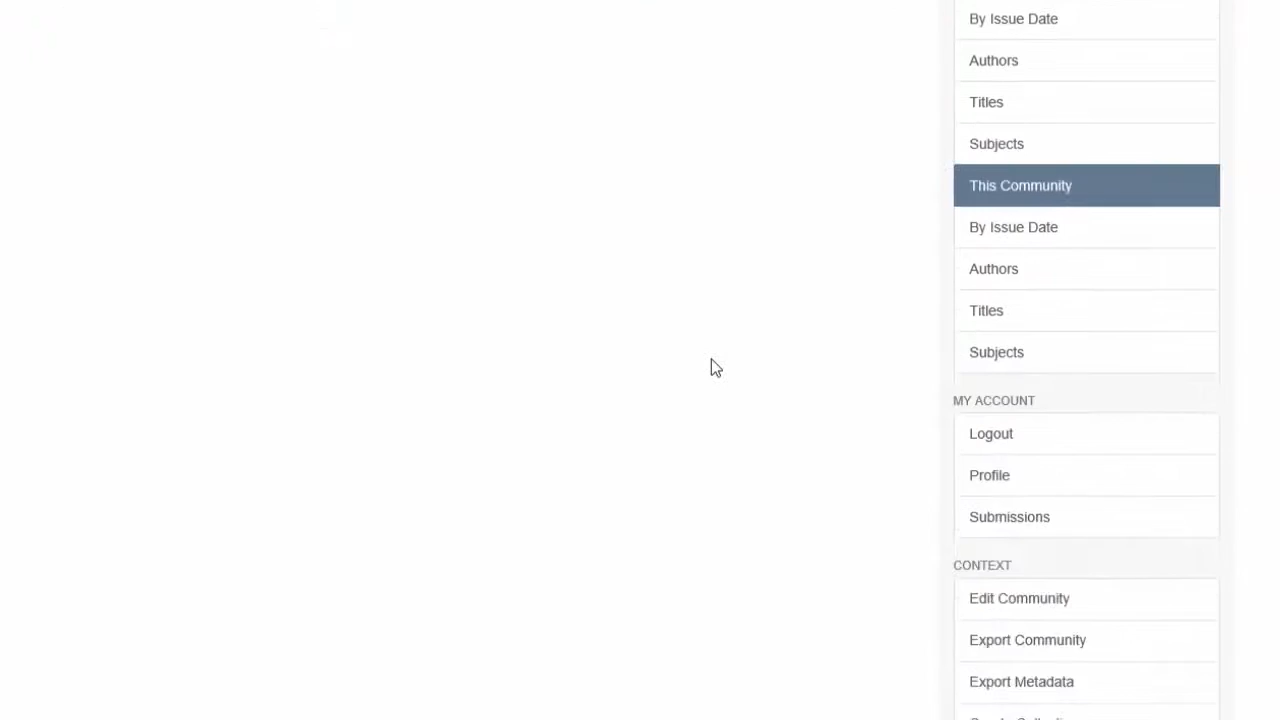 By Issue Date
Authors
Titles
Subjects
This Community
By Issue Date
Authors
Titles
Subjects
MY ACCOUNT
Logout
Profile
Submissions
CONTEXT
Edit Community
Export Community
Export Metadata